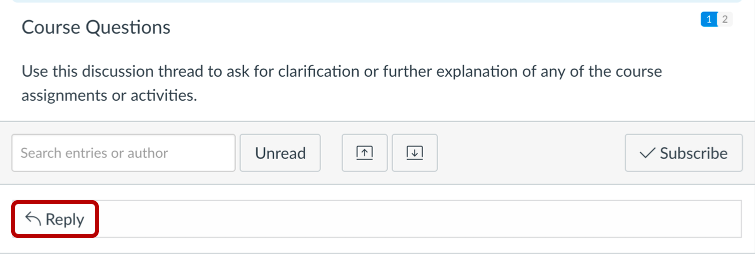 Course Questions
1 2
Use this discussion thread to ask for clarification or further explanation of any of the course
assignments or activities.
Search entries or author Unread Subscribe
Reply